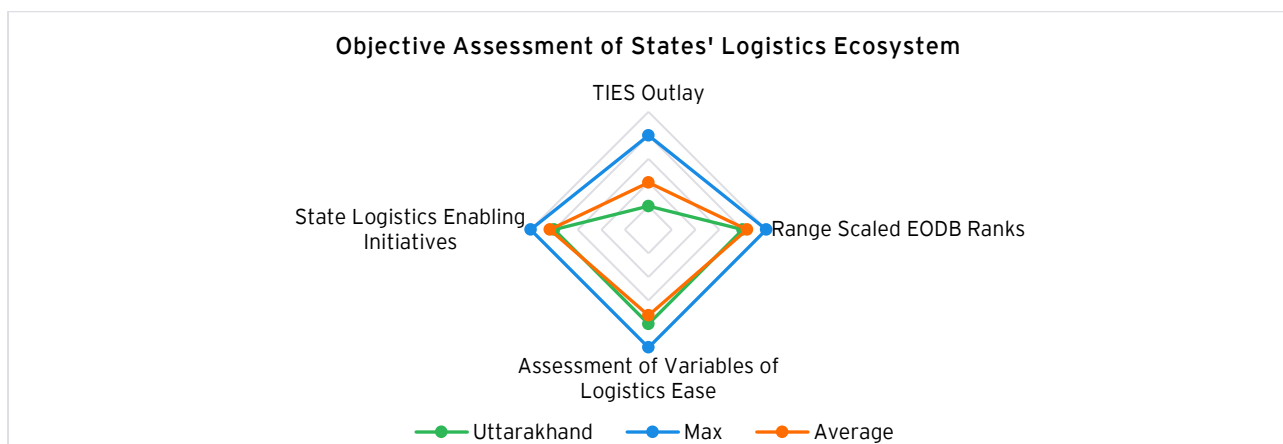 Objective Assessment of States' Logistics Ecosystem
TIES Outlay
State Logistics Enabling
Initiatives
Range Scaled EODB Ranks
Assessment of Variables of
Logistics Ease
Uttarakhand
Max
Average